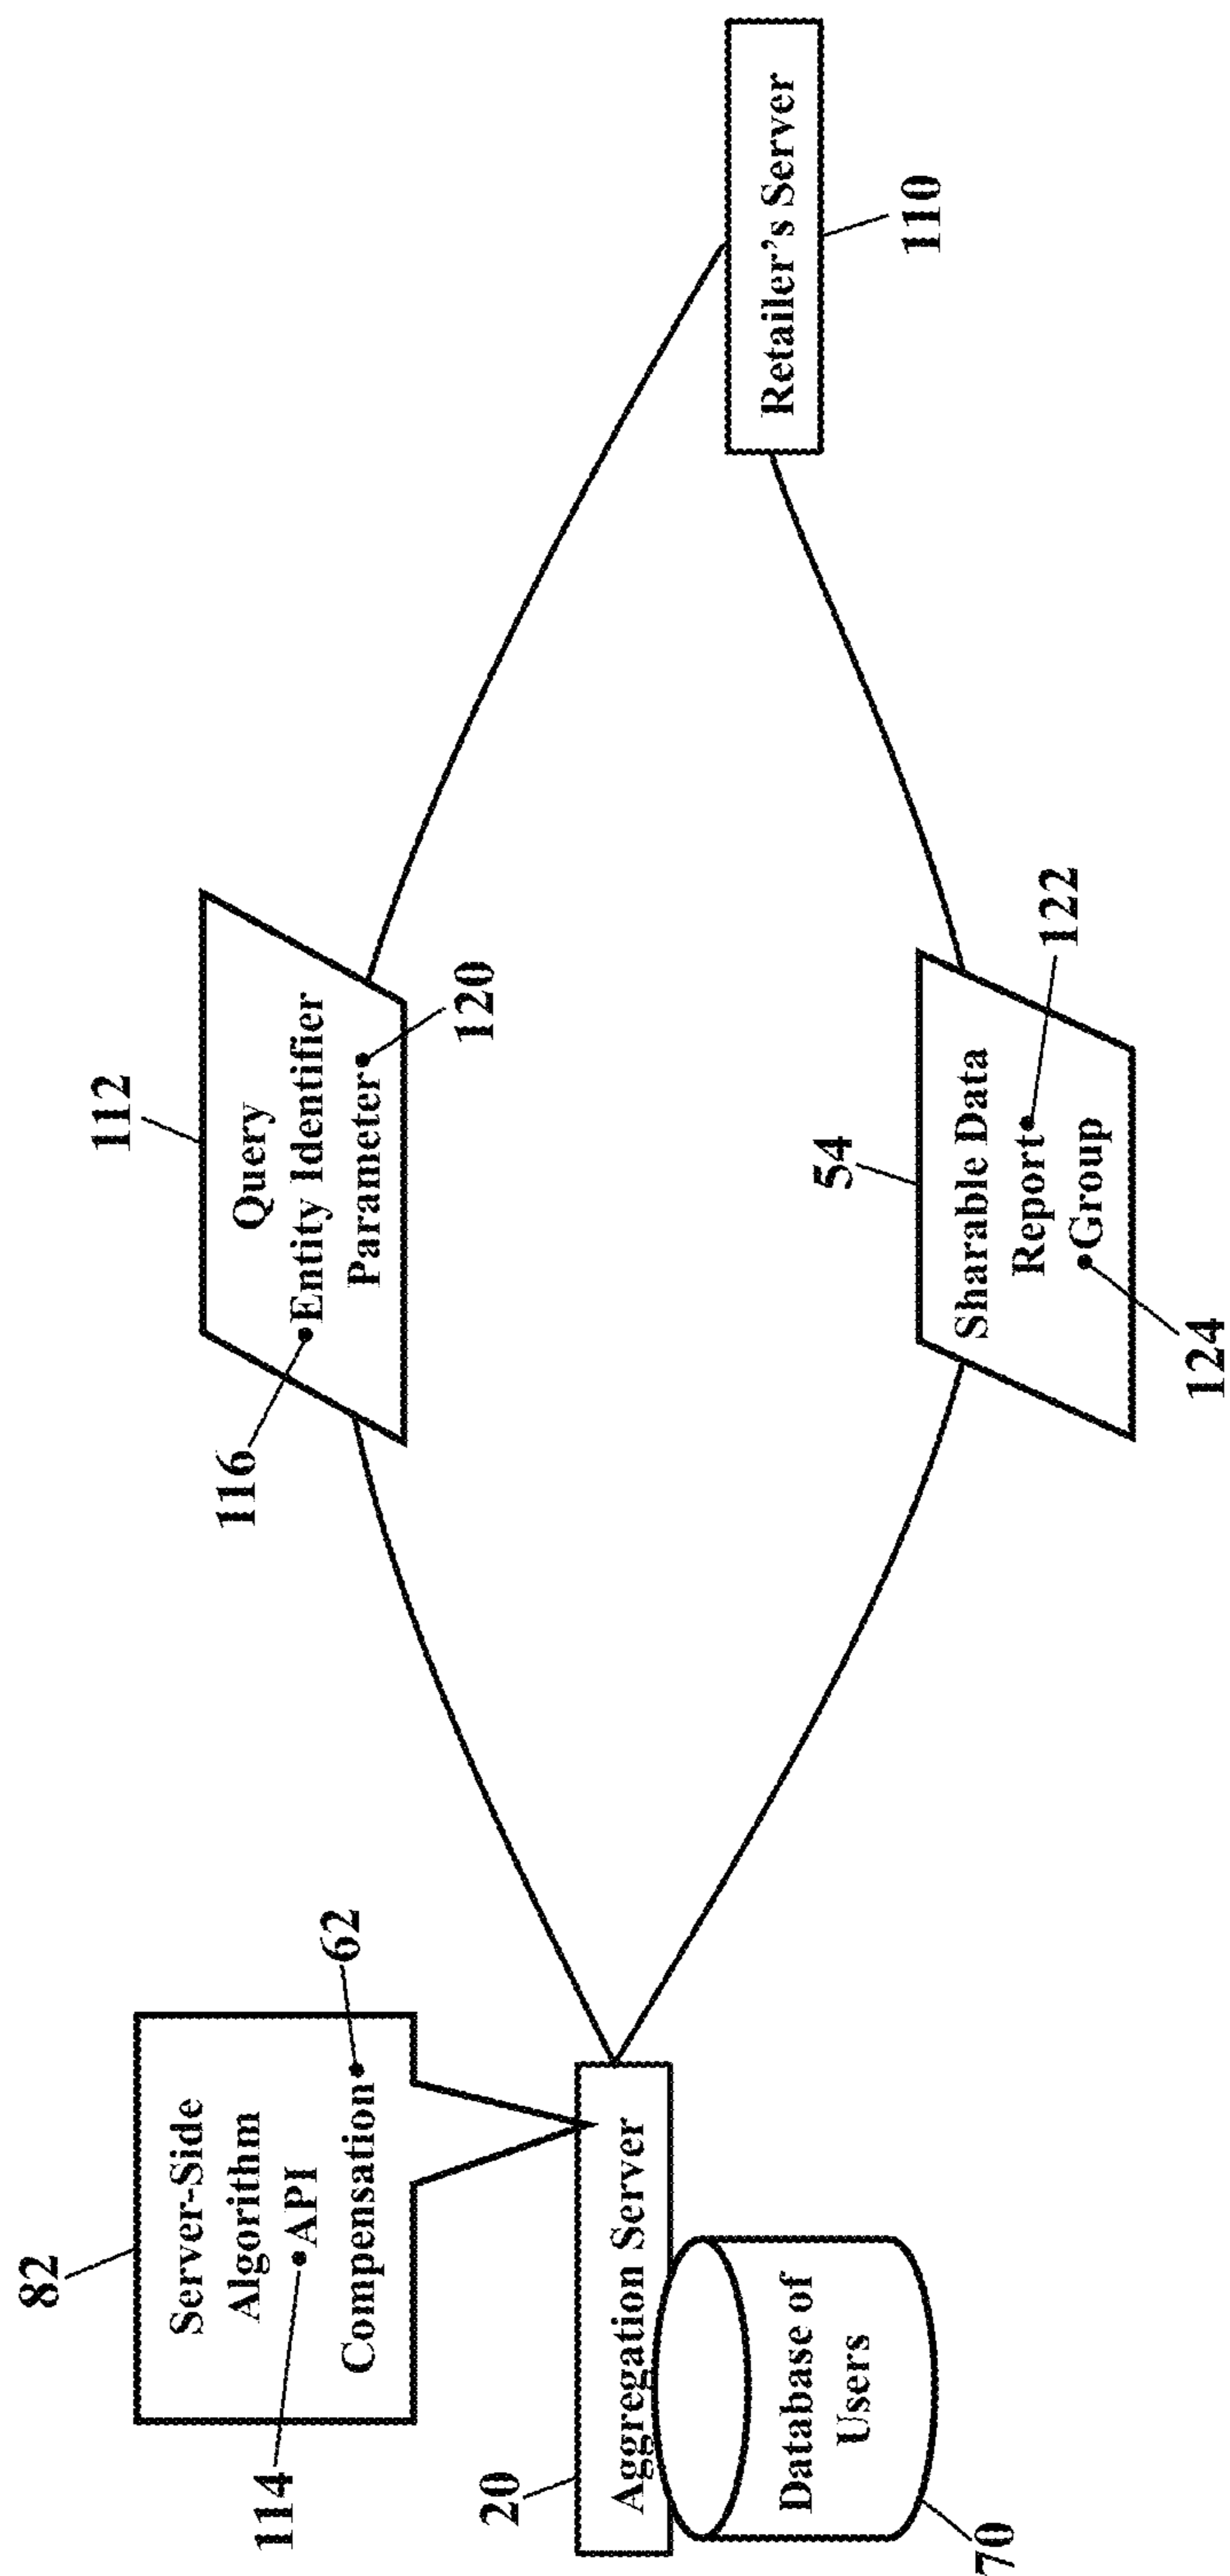 82
Server-Side
Algorithm
API
Compensation
114
62
20
Aggregation Server
Database of
Users
70
112
Query
Entity Identifier
Parameter
116
120
54
Sharable Data
Report
Group
122
124
Retailer's Server
110